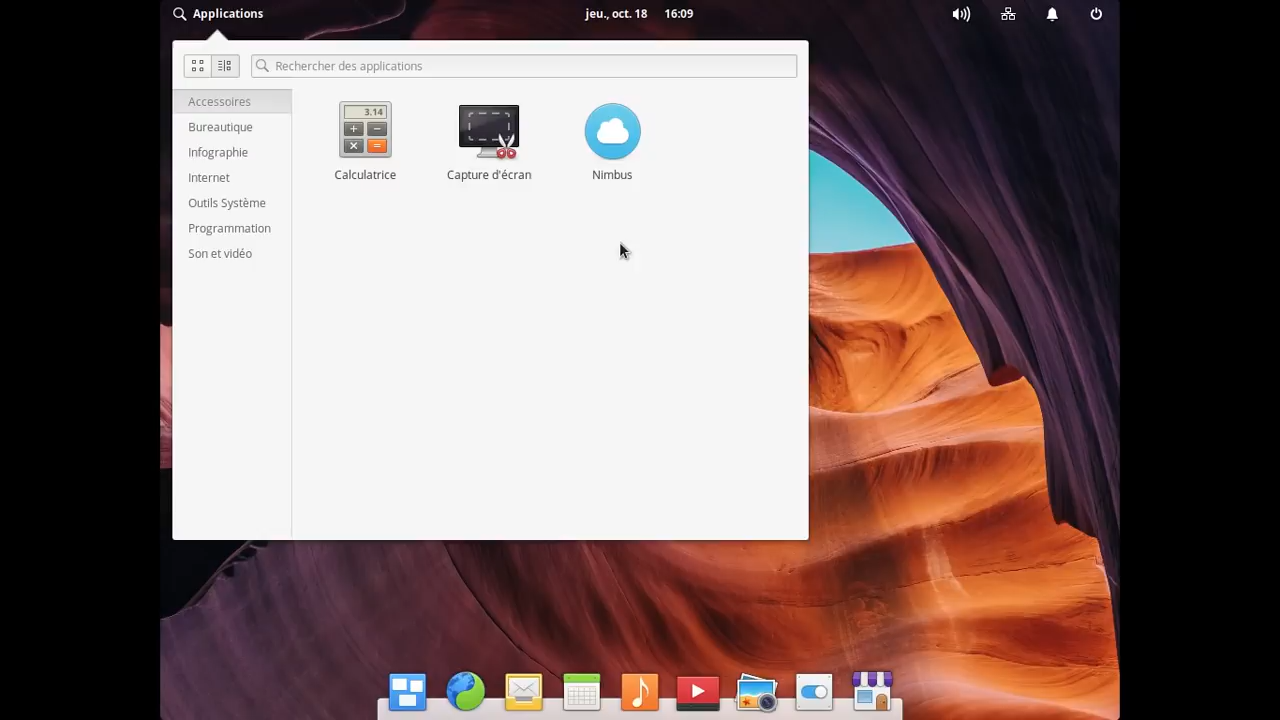 Applications
jeu., oct. 18 16:09
Rechercher des applications
Accessoires
Bureautique
Infographie
Internet
Outils Système
Programmation
Son et vidéo
3.14
Calculatrice
Capture d'écran
Nimbus